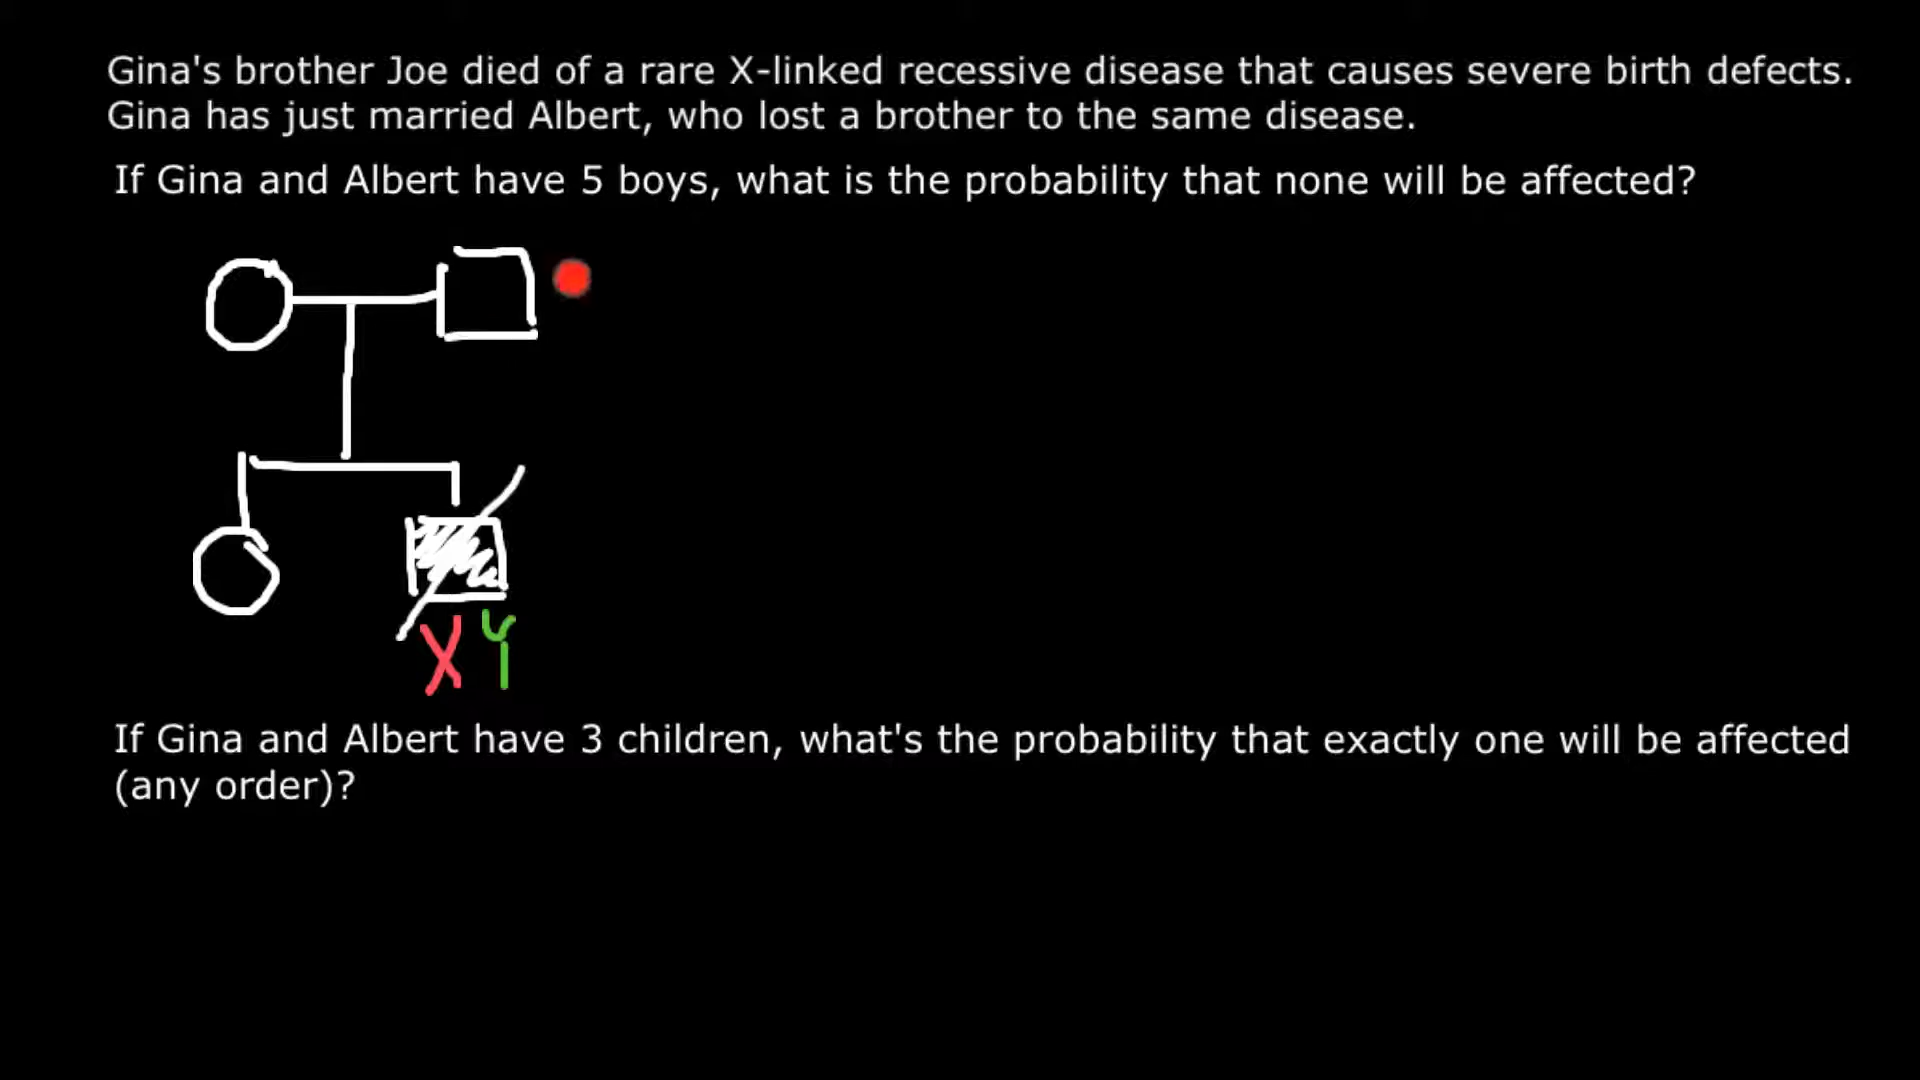 Gina's brother Joe died of a rare X-linked recessive disease that causes severe birth defects.
Gina has just married Albert, who lost a brother to the same disease.
If Gina and Albert have 5 boys, what is the probability that none will be affected?
X Y
If Gina and Albert have 3 children, what's the probability that exactly one will be affected
(any order)?